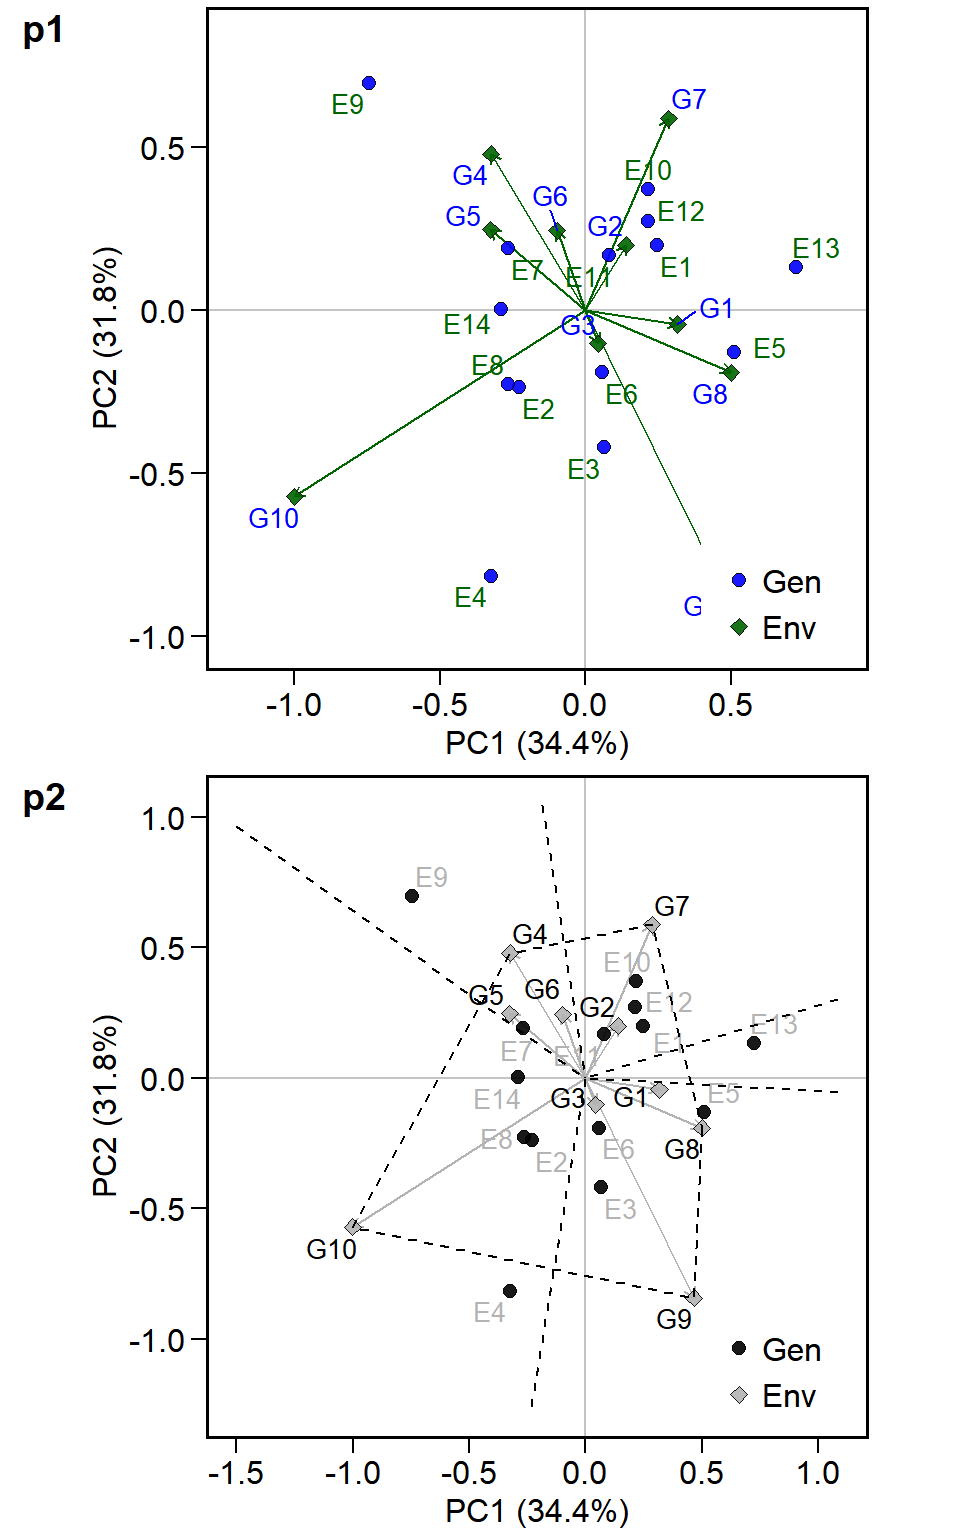 p1
E9
G7
0.5
G4
E10
G6
G5
G2
E12
E13
E7
E11
E1
0.0
G3
G1
E14
E5
E8
G8
E2
E6
-0.5
E3
G10
E4
G
Gen
Env
-1.0
PC2 (31.8%)
-1.0 -0.5 0.0 0.5
PC1 (34.4%)
p2
1.0
E9
G7
0.5
G4
E10
G5
G6
G2
E12
E13
E7
E11
E1
0.0
G3
G1
E5
E14
E8
E2
E6
G8
-0.5
E3
G10
E4
G9
-1.0
Gen
Env
PC2 (31.8%)
-1.5 -1.0 -0.5 0.0 0.5 1.0
PC1 (34.4%)